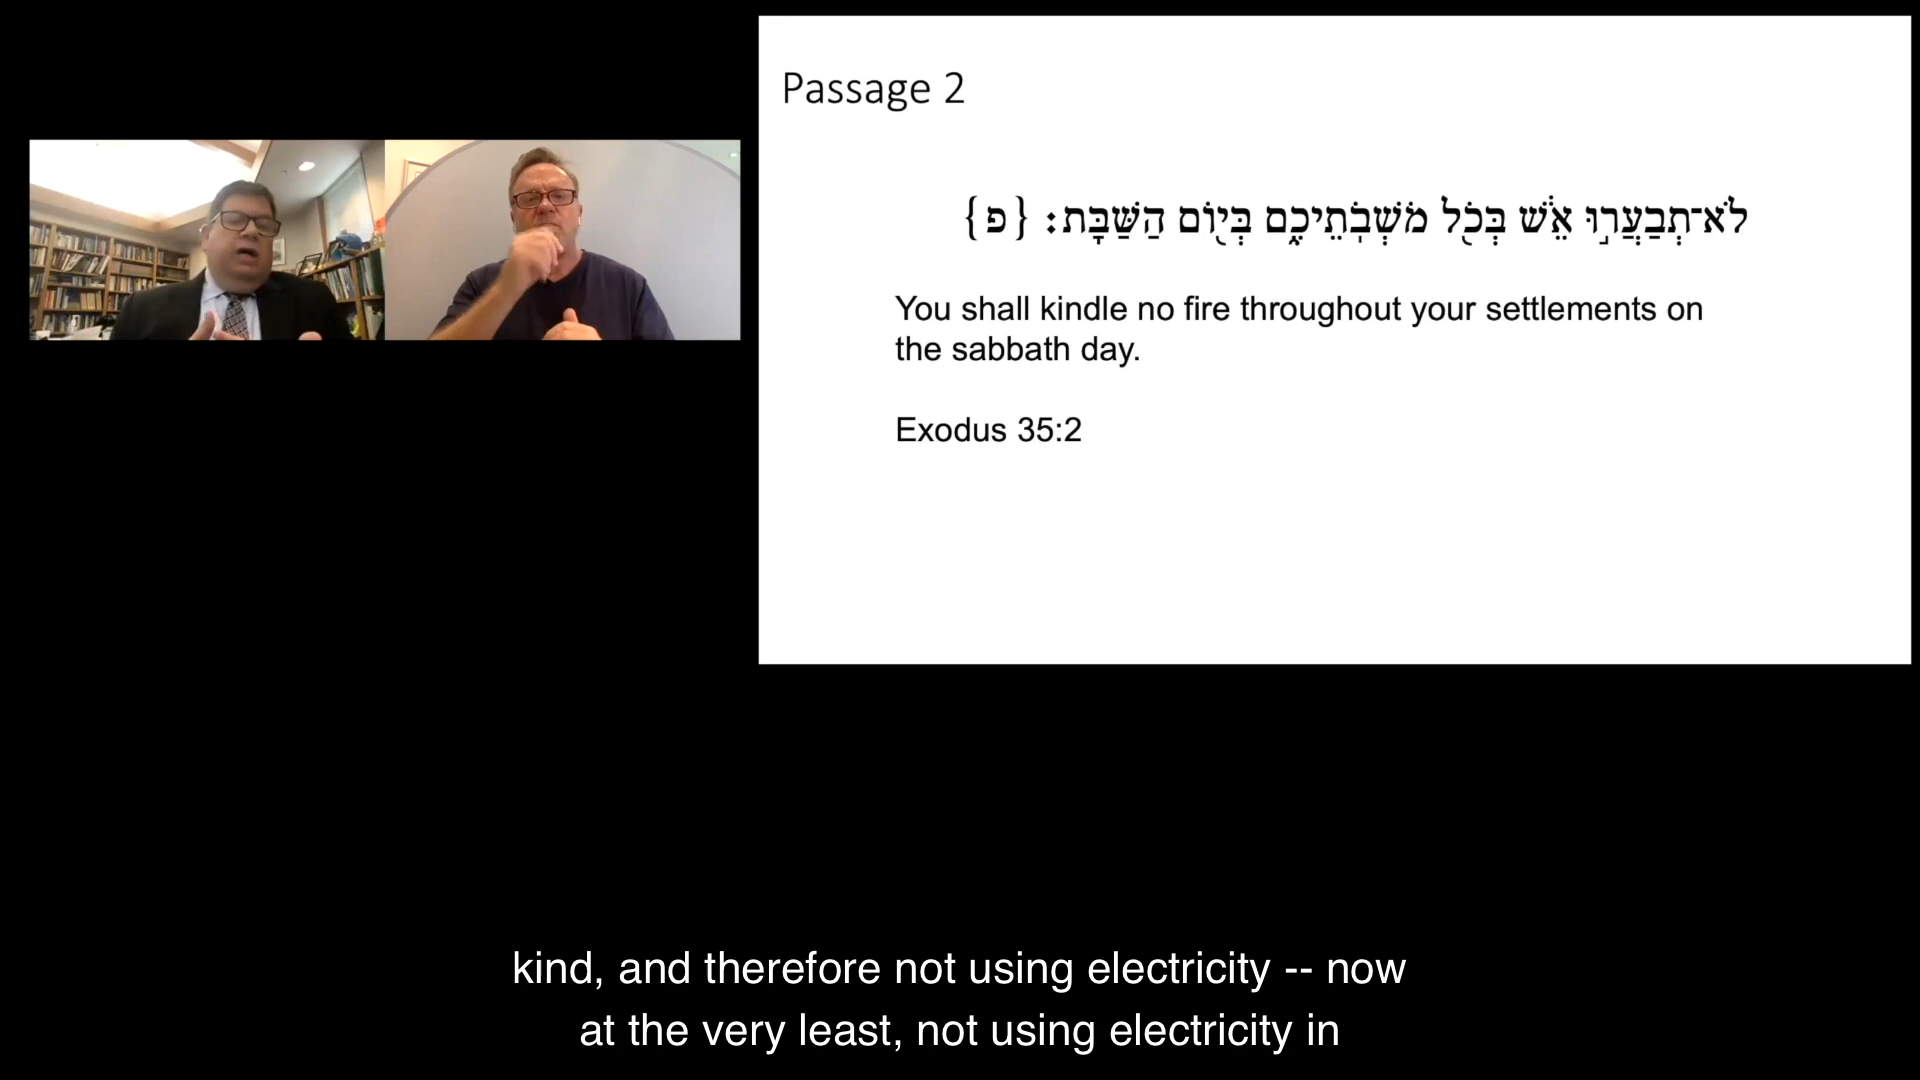 Passage 2
לֹא־תְבַעֲר֣וּ אֵ֔שׁ בְּכֹ֖ל מֹשְׁבֹֽתֵיכֶ֑ם בְּי֖וֹם הַשַּׁבָּֽת׃ {פ}
You shall kindle no fire throughout your settlements on
the sabbath day.
Exodus 35:2
kind, and therefore not using electricity -- now
at the very least, not using electricity in